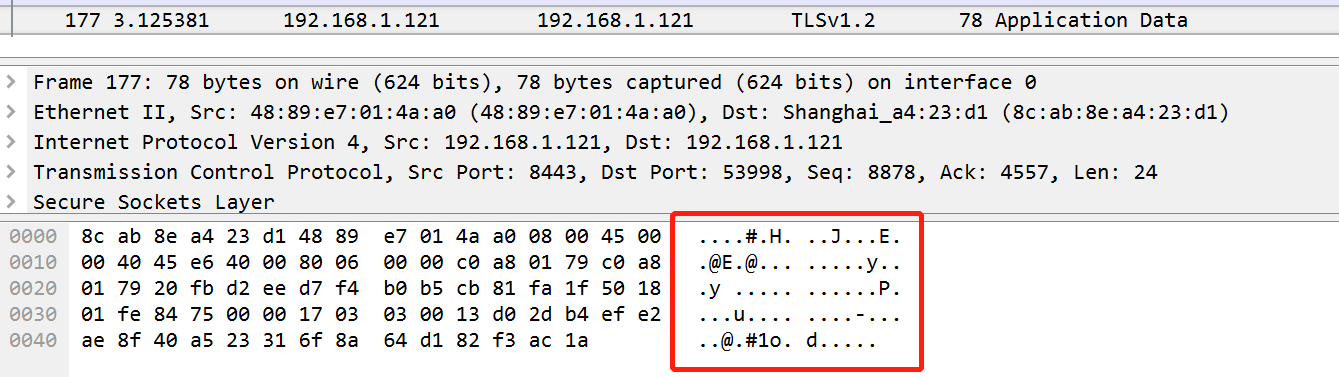 177 3.125381 192.168.1.121 192.168.1.121 TLSv1.2 78 Application Data
Frame 177: 78 bytes on wire (624 bits), 78 bytes captured (624 bits) on interface 0
Ethernet II, Src: 48:89:e7:01:4a:a0 (48:89:e7:01:4a:a0), Dst: Shanghai_a4:23:d1 (8c:ab:8e:a4:23:d1)
Internet Protocol Version 4, Src: 192.168.1.121, Dst: 192.168.1.121
Transmission Control Protocol, Src Port: 8443, Dst Port: 53998, Seq: 8878, Ack: 4557, Len: 24
Secure Sockets Layer
0000 8c ab 8e a4 23 d1 48 89 e7 01 4a a0 08 00 45 00 ....#.H. ..J...E.
0010 00 40 45 e6 40 00 80 06 00 00 c0 a8 01 79 c0 a8 .@E.@... .....y..
0020 01 79 20 fb d2 ee d7 f4 b0 b5 cb 81 fa 1f 50 18 .y ..... ......P.
0030 01 fe 84 75 00 00 17 03 03 00 13 d0 2d b4 ef e2 ...u.... ....-...
0040 ae 8f 40 a5 23 31 6f 8a 64 d1 82 f3 ac 1a ..@.#1o. d.....